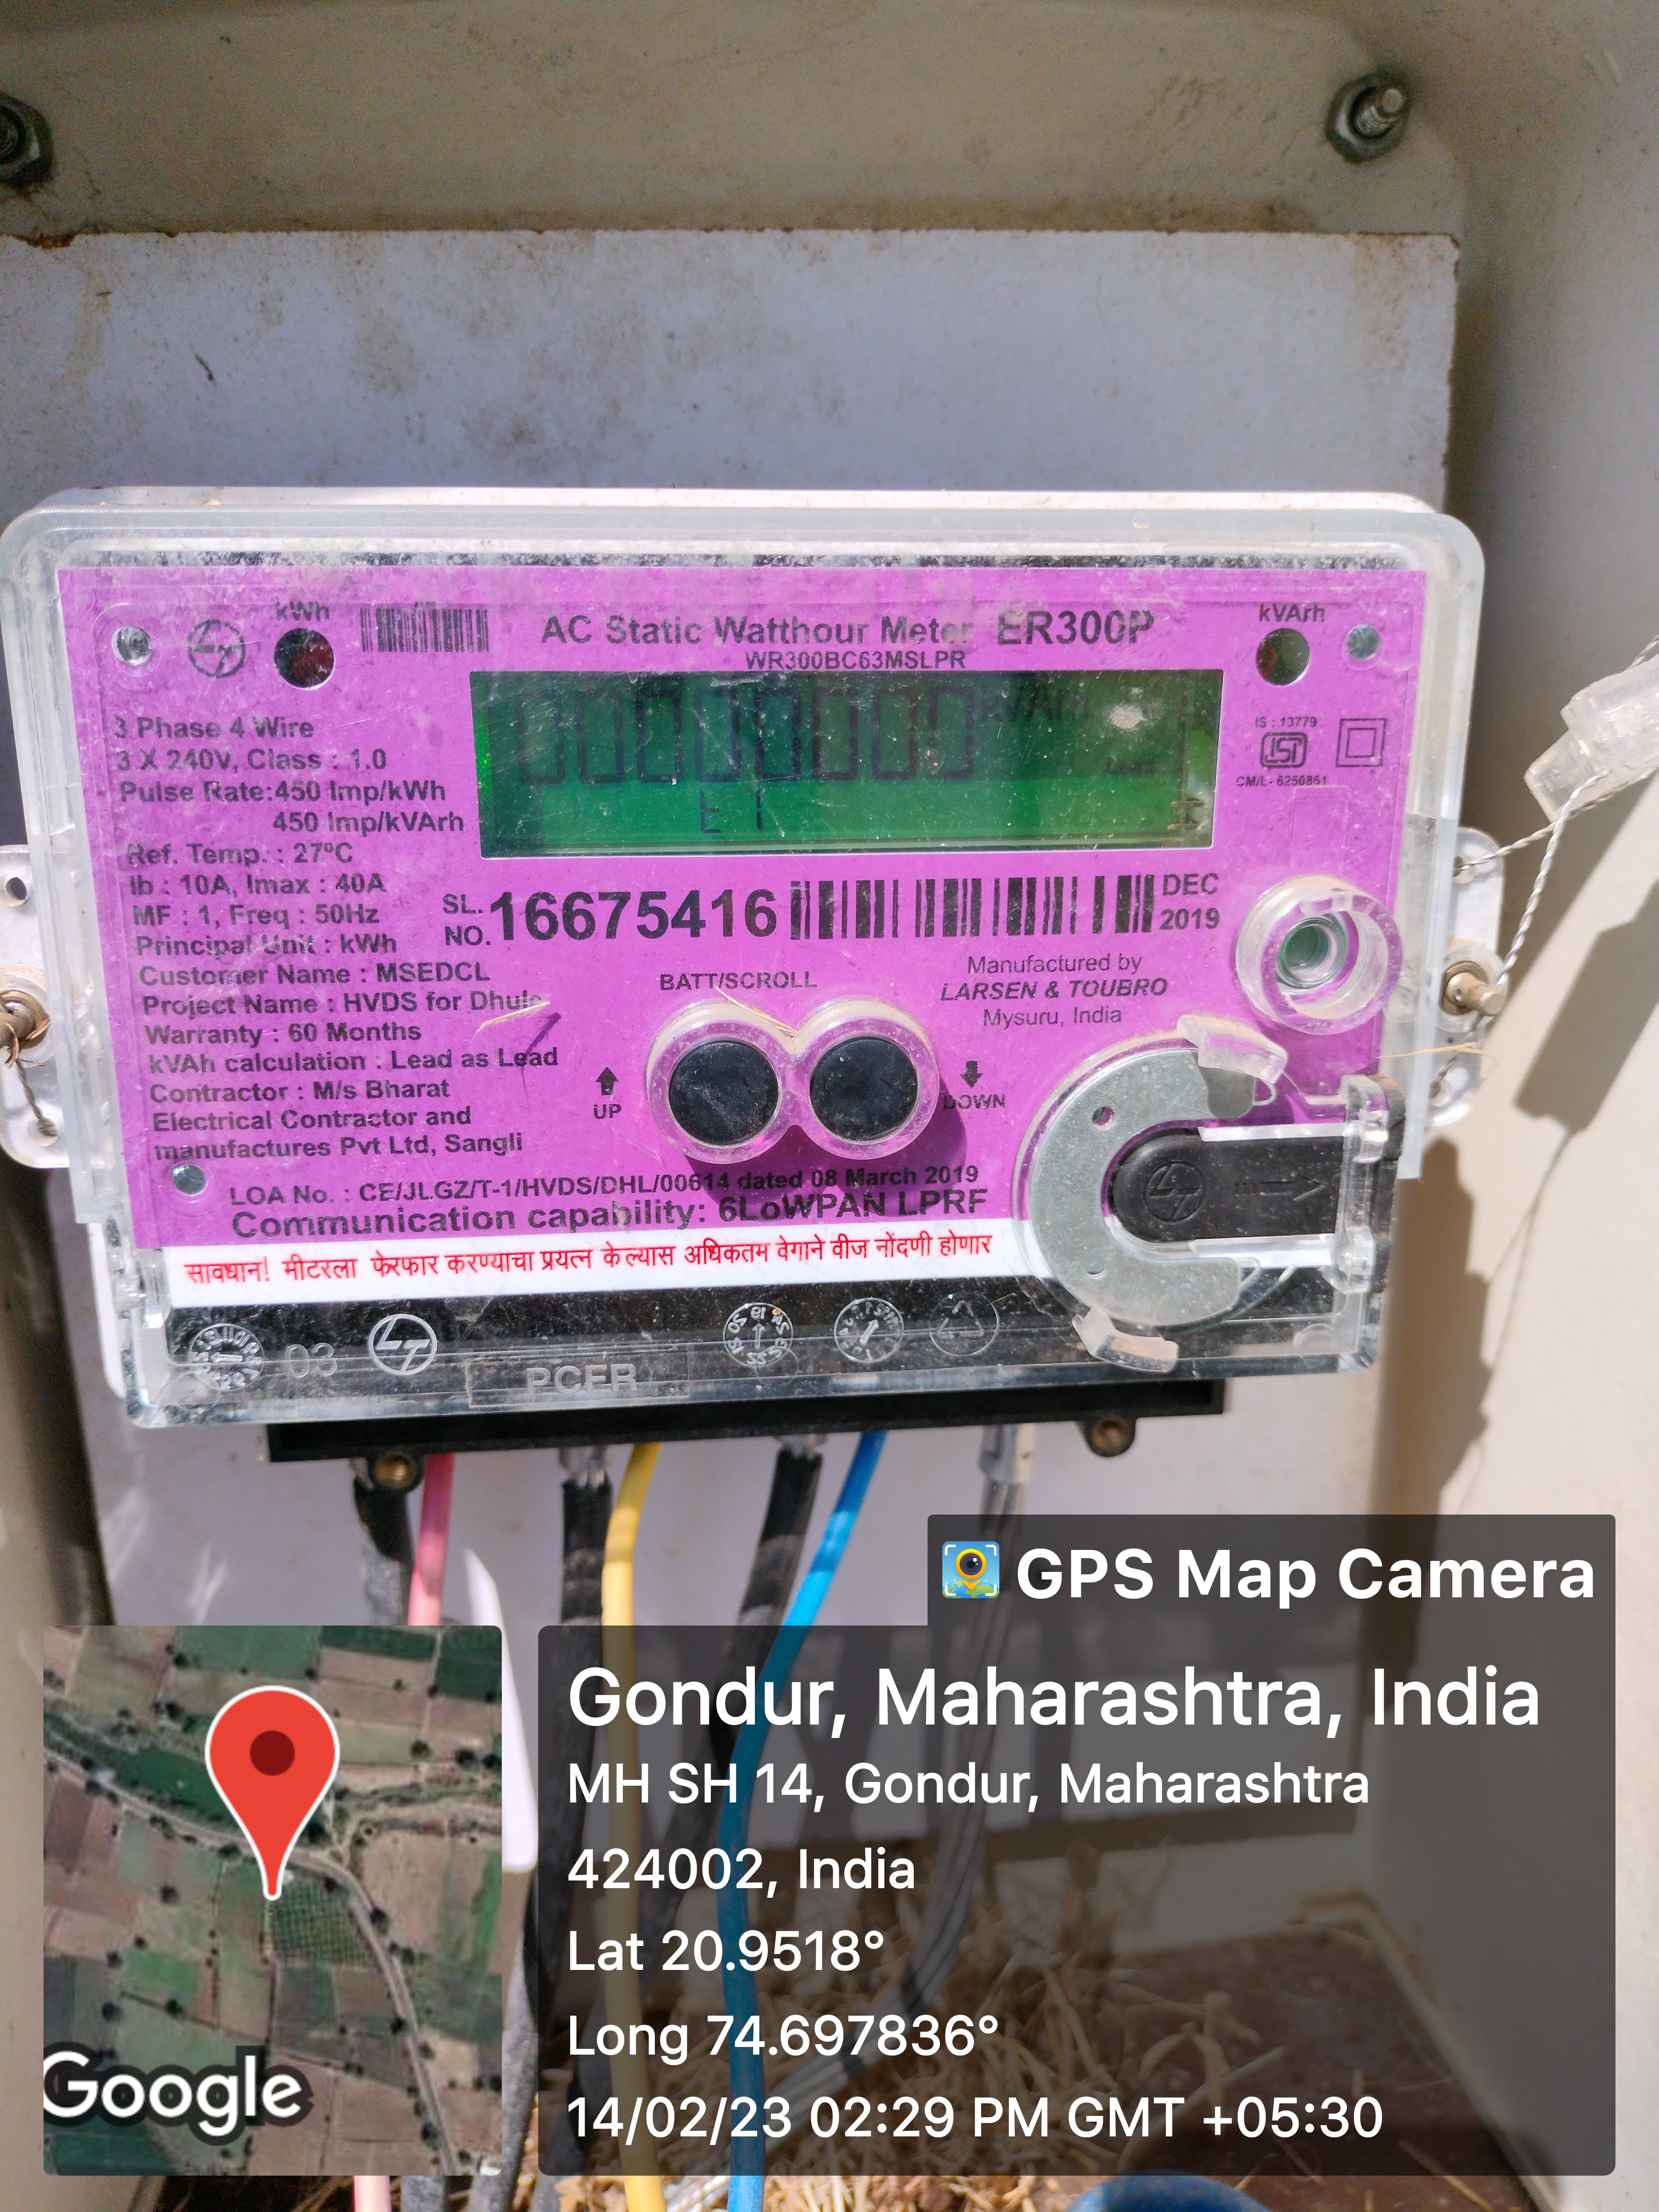 kWh
AC Static Watthour Meter ER300P
kVArh
WR300BC63MSLPR
00000000 kVArh
Lead
3 Phase 4 Wire
3 X 240V, Class : 1.0
Pulse Rate:450 Imp/kWh
450 Imp/kVArh
Ref. Temp. : 27°C
Ib : 10A, Imax : 40A
MF : 1, Freq : 50Hz
Principal Unit : kWh
Customer Name : MSEDCL
Project Name : HVDS for Dhule
Warranty : 60 Months
kVAh calculation : Lead as Lead
Contractor : M/s Bharat
Electrical Contractor and
manufactures Pvt Ltd, Sangli
IS : 13779
ISI
CM/L- 6250861
SL. NO. 16675416
DEC 2019
BATT/SCROLL
Manufactured by
LARSEN & TOUBRO
Mysuru, India
UP
DOWN
LOA No. : CE/JLGZ/T-1/HVDS/DHL/00614 dated 08 March 2019
Communication capability: 6LoWPAN LPRF
सावधान! मीटरला फेरफार करण्याचा प्रयत्न केल्यास अधिकतम वेगाने वीज नोंदणी होणार
03
LT
PCER
GPS Map Camera
Gondur, Maharashtra, India
MH SH 14, Gondur, Maharashtra
424002, India
Lat 20.9518°
Long 74.697836°
14/02/23 02:29 PM GMT +05:30
Google